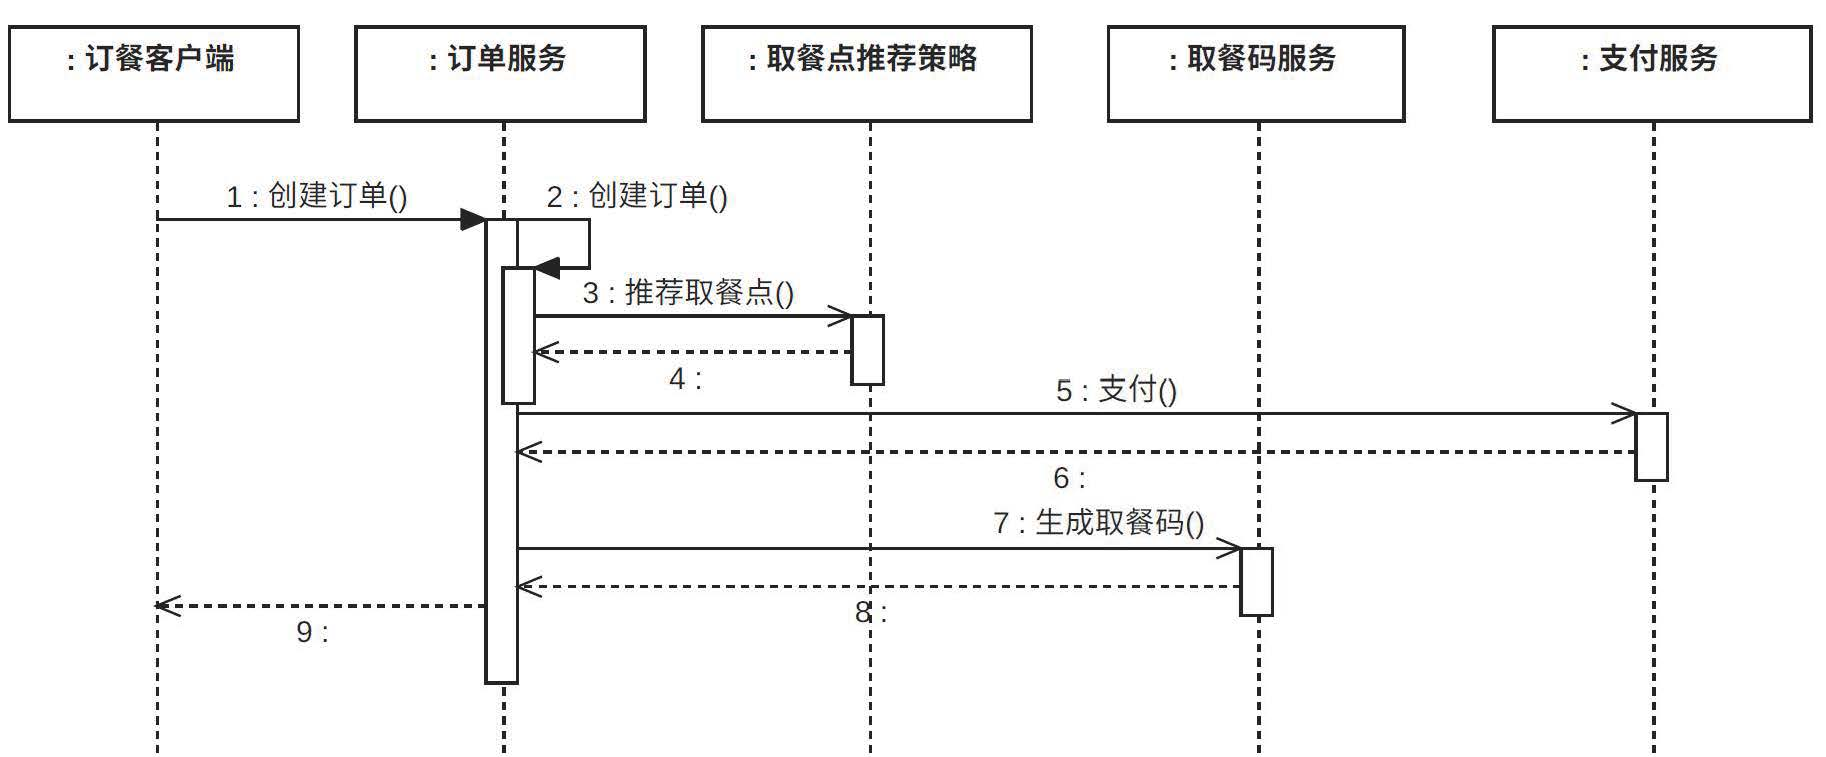 : 订餐客户端
: 订单服务
: 取餐点推荐策略
: 取餐码服务
: 支付服务
1 : 创建订单()
2 : 创建订单()
3 : 推荐取餐点()
4 :
5 : 支付()
6 :
7 : 生成取餐码()
8 :
9 :